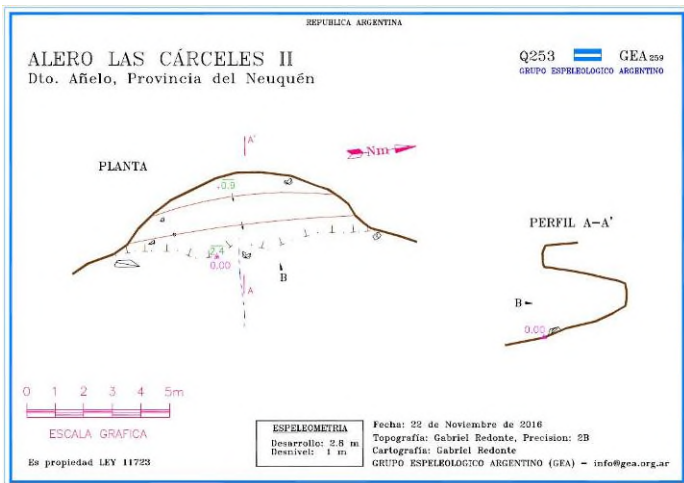 REPUBLICA ARGENTINA
ALERO LAS CÁRCELES II
Dto. Añelo, Provincia del Neuquén
Q253 GEA259
GRUPO ESPELEOLOGICO ARGENTINO
PLANTA
A'
Nm
0.9
2.4
0.00
A
B
PERFIL A-A'
B
0.00
0 1 2 3 4 5m
ESCALA GRAFICA
Es propiedad LEY 11723
ESPELEOMETRIA
Desarrollo: 2.8 m
Desnivel: 1 m
Fecha: 22 de Noviembre de 2016
Topografía: Gabriel Redonte, Precision: 2B
Cartografía: Gabriel Redonte
GRUPO ESPELEOLOGICO ARGENTINO (GEA) - info@gea.org.ar